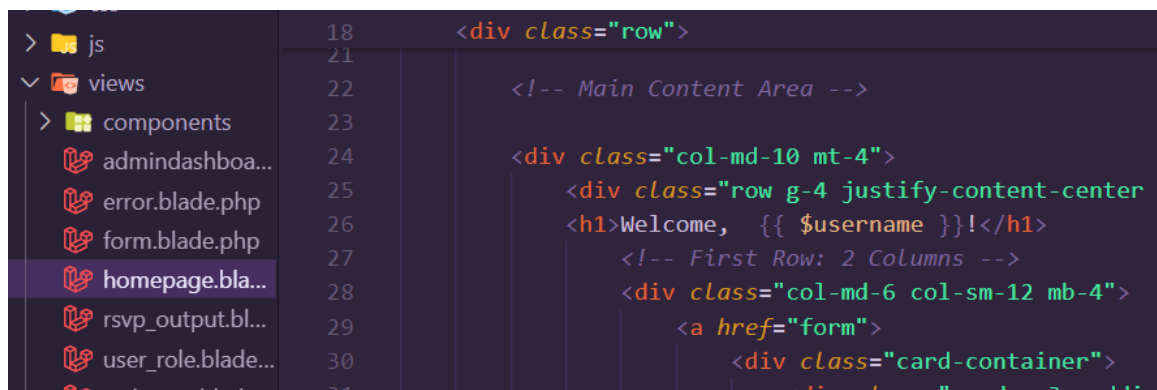 js
views
components
admindashboa...
error.blade.php
form.blade.php
homepage.bla...
rsvp_output.bl...
user_role.blade...
18 <div class="row">
21
22 <!-- Main Content Area -->
23
24 <div class="col-md-10 mt-4">
25 <div class="row g-4 justify-content-center
26 <h1>Welcome, {{ $username }}!</h1>
27 <!-- First Row: 2 Columns -->
28 <div class="col-md-6 col-sm-12 mb-4">
29 <a href="form">
30 <div class="card-container">